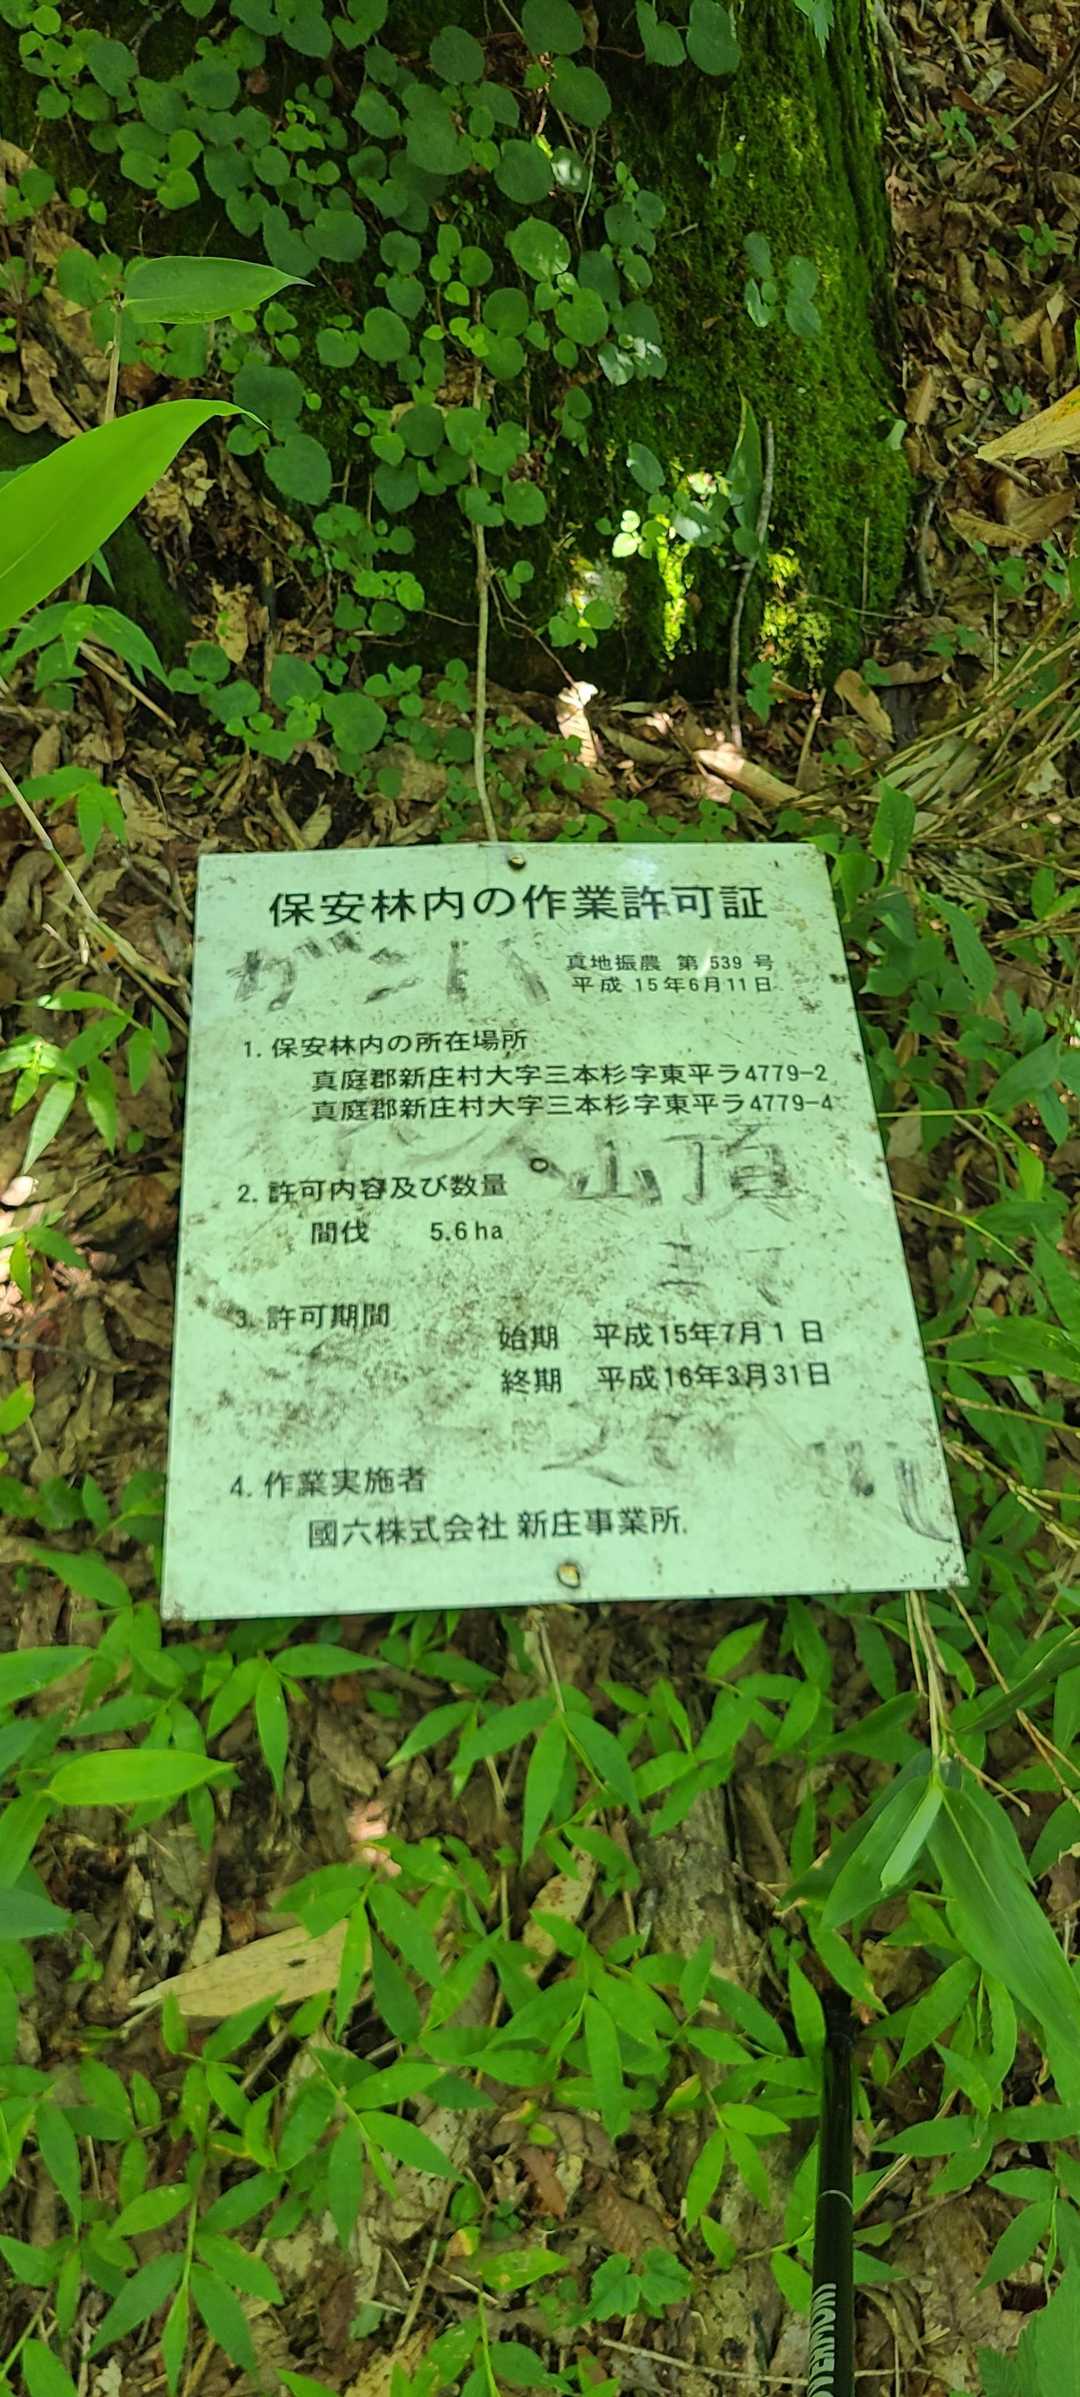 保安林内の作業許可証
ガンバ
真地振農 第 539 号
平成 15年6月11日
1. 保安林内の所在場所
真庭郡新庄村大字三本杉字東平ラ4779-2
真庭郡新庄村大字三本杉字東平ラ4779-4
山頂
2. 許可内容及び数量
間伐 5.6 ha
まで
3. 許可期間
始期 平成15年7月1日
終期 平成16年3月31日
4. 作業実施者
國六株式会社 新庄事業所